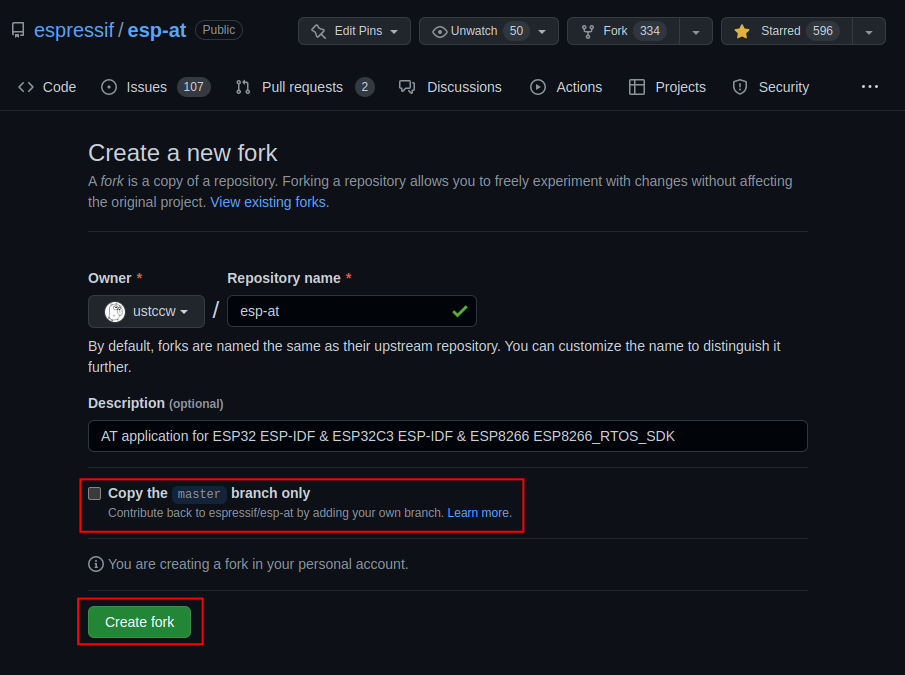 espressif / esp-at Public Edit Pins Unwatch 50 Fork 334 Starred 596
Code Issues 107 Pull requests 2 Discussions Actions Projects Security ...
Create a new fork
A fork is a copy of a repository. Forking a repository allows you to freely experiment with changes without affecting
the original project. View existing forks.
Owner * Repository name *
ustccw / esp-at
By default, forks are named the same as their upstream repository. You can customize the name to distinguish it
further.
Description (optional)
AT application for ESP32 ESP-IDF & ESP32C3 ESP-IDF & ESP8266 ESP8266_RTOS_SDK
Copy the master branch only
Contribute back to espressif/esp-at by adding your own branch. Learn more.
You are creating a fork in your personal account.
Create fork